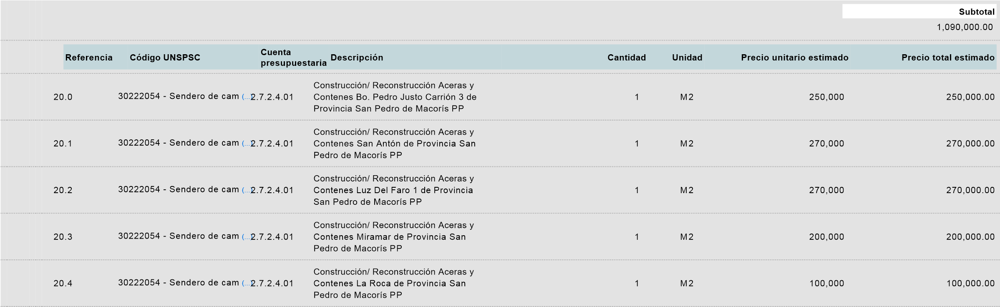 Subtotal
1,090,000.00
Referencia Código UNSPSC Cuenta presupuestaria Descripción Cantidad Unidad Precio unitario estimado Precio total estimado
Construcción/ Reconstrucción Aceras y
20.0 30222054 - Sendero de cam (...) 2.7.2.4.01 Contenes Bo. Pedro Justo Carrión 3 de 1 M2 250,000 250,000.00
Provincia San Pedro de Macorís PP
Construcción/ Reconstrucción Aceras y
20.1 30222054 - Sendero de cam (...) 2.7.2.4.01 Contenes San Antón de Provincia San 1 M2 270,000 270,000.00
Pedro de Macorís PP
Construcción/ Reconstrucción Aceras y
20.2 30222054 - Sendero de cam (...) 2.7.2.4.01 Contenes Luz Del Faro 1 de Provincia 1 M2 270,000 270,000.00
San Pedro de Macorís PP
Construcción/ Reconstrucción Aceras y
20.3 30222054 - Sendero de cam (...) 2.7.2.4.01 Contenes Miramar de Provincia San 1 M2 200,000 200,000.00
Pedro de Macorís PP
Construcción/ Reconstrucción Aceras y
20.4 30222054 - Sendero de cam (...) 2.7.2.4.01 Contenes La Roca de Provincia San 1 M2 100,000 100,000.00
Pedro de Macorís PP